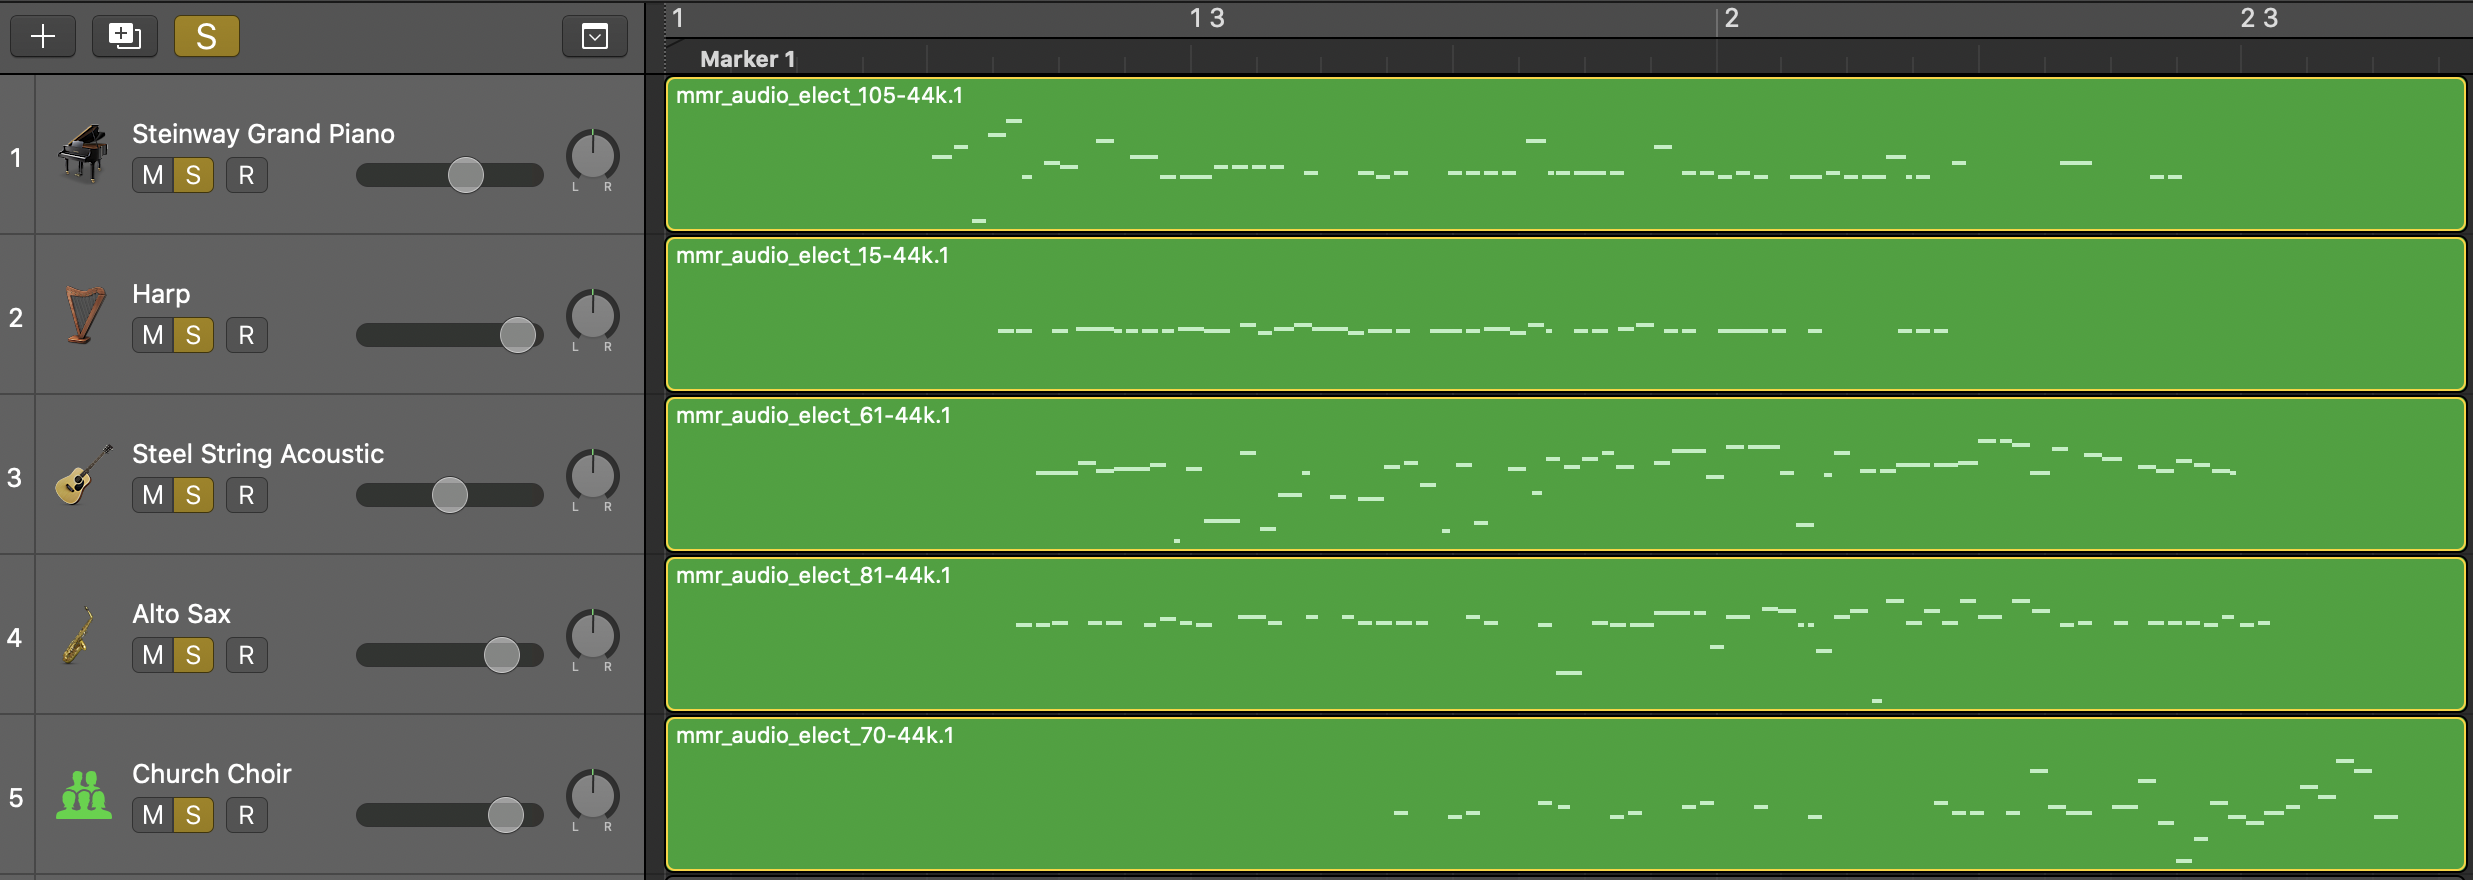 S
1 1 3 2 2 3
Marker 1
1
Steinway Grand Piano
M S R
L R
mmr_audio_elect_105-44k.1
2
Harp
M S R
L R
mmr_audio_elect_15-44k.1
3
Steel String Acoustic
M S R
L R
mmr_audio_elect_61-44k.1
4
Alto Sax
M S R
L R
mmr_audio_elect_81-44k.1
5
Church Choir
M S R
L R
mmr_audio_elect_70-44k.1